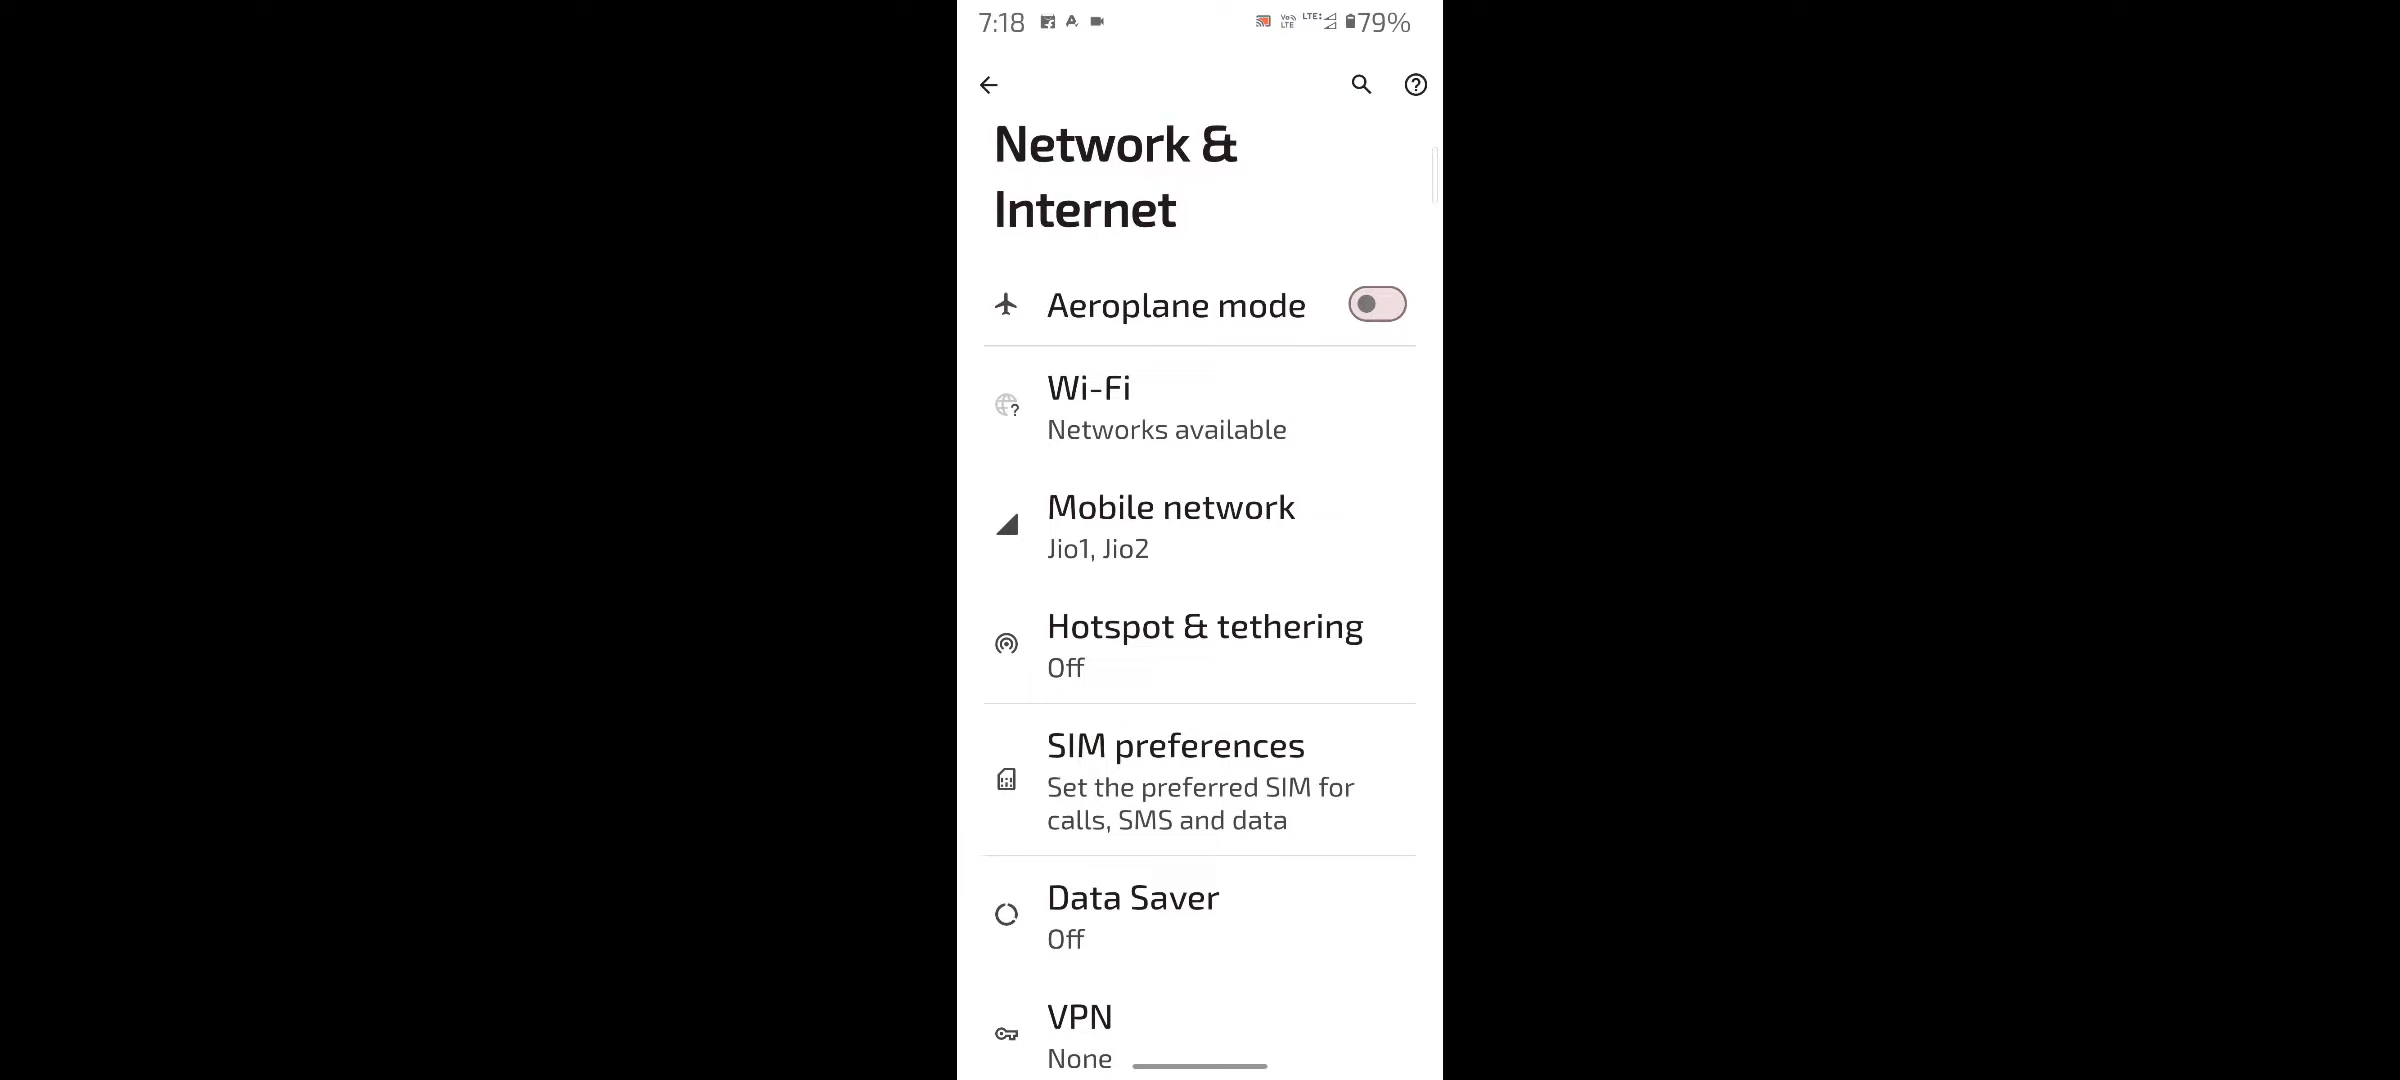 7:18 79%
Network &
Internet
Aeroplane mode
Wi-Fi
Networks available
Mobile network
Jio1, Jio2
Hotspot & tethering
Off
SIM preferences
Set the preferred SIM for
calls, SMS and data
Data Saver
Off
VPN
None